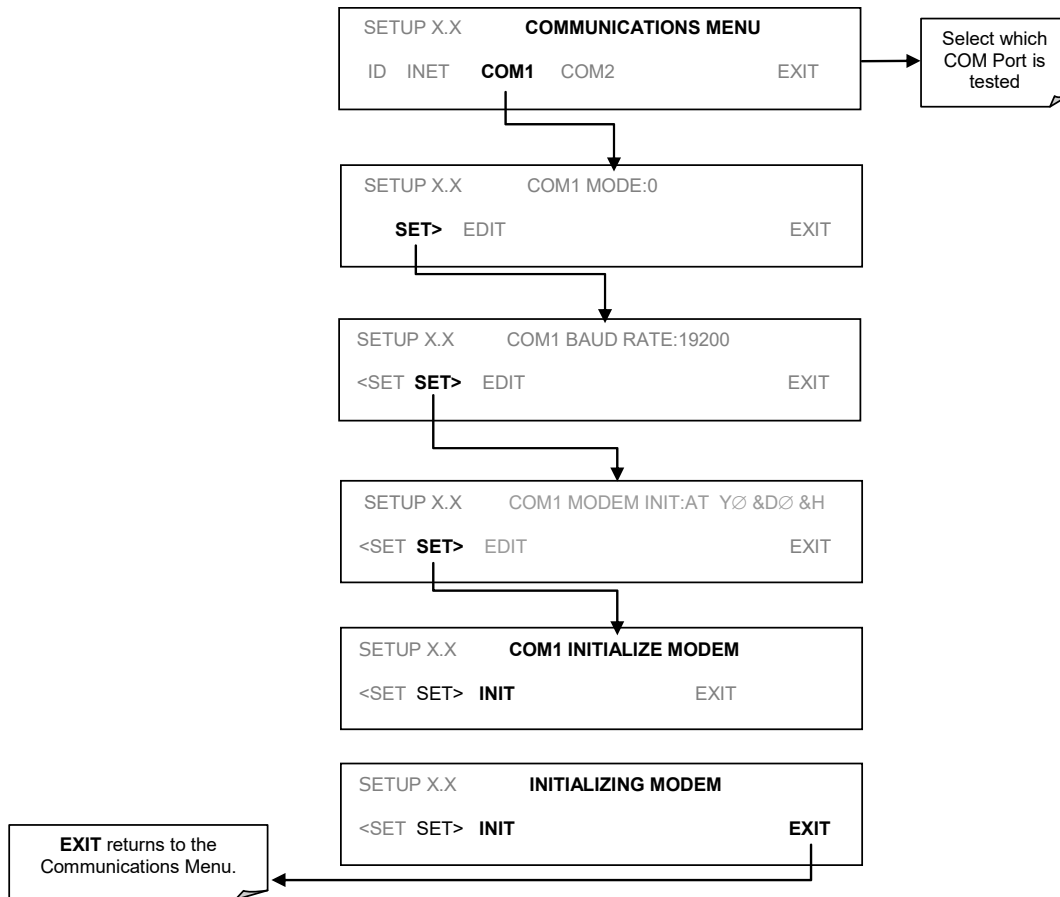 SETUP X.X COMMUNICATIONS MENU
ID INET COM1 COM2 EXIT
Select which
COM Port is
tested
SETUP X.X COM1 MODE:0
SET> EDIT EXIT
SETUP X.X COM1 BAUD RATE:19200
<SET SET> EDIT EXIT
SETUP X.X COM1 MODEM INIT:AT Y∅ &D∅ &H
<SET SET> EDIT EXIT
SETUP X.X COM1 INITIALIZE MODEM
<SET SET> INIT EXIT
SETUP X.X INITIALIZING MODEM
<SET SET> INIT EXIT
EXIT returns to the
Communications Menu.